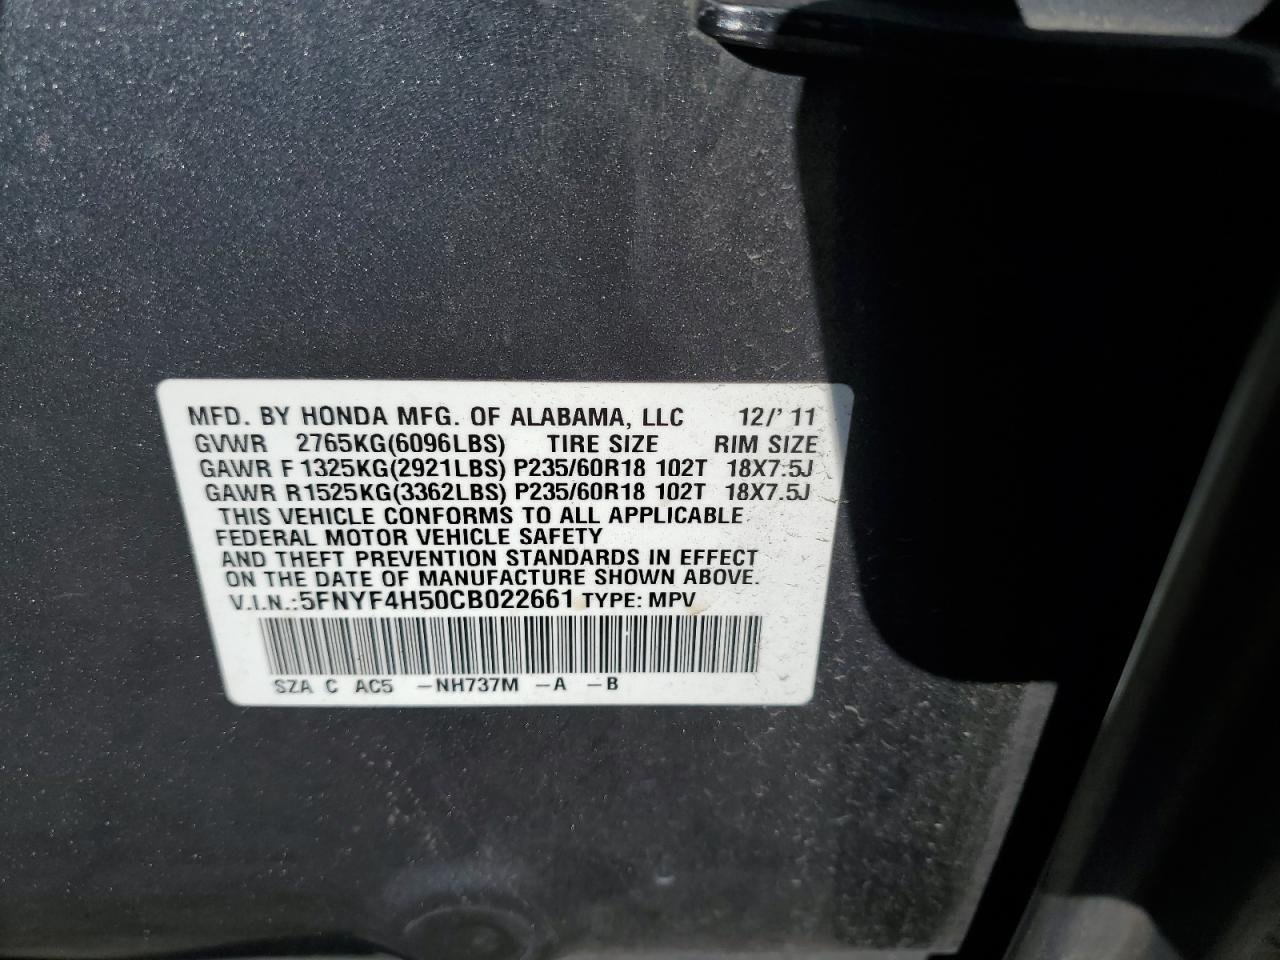 MFD. BY HONDA MFG. OF ALABAMA, LLC 12/' 11
GVWR 2765KG(6096LBS) TIRE SIZE RIM SIZE
GAWR F 1325KG(2921LBS) P235/60R18 102T 18X7.5J
GAWR R1525KG(3362LBS) P235/60R18 102T 18X7.5J
THIS VEHICLE CONFORMS TO ALL APPLICABLE
FEDERAL MOTOR VEHICLE SAFETY
AND THEFT PREVENTION STANDARDS IN EFFECT
ON THE DATE OF MANUFACTURE SHOWN ABOVE.
V.I.N.:5FNYF4H50CB022661 TYPE: MPV
SZA C AC5 -NH737M -A -B